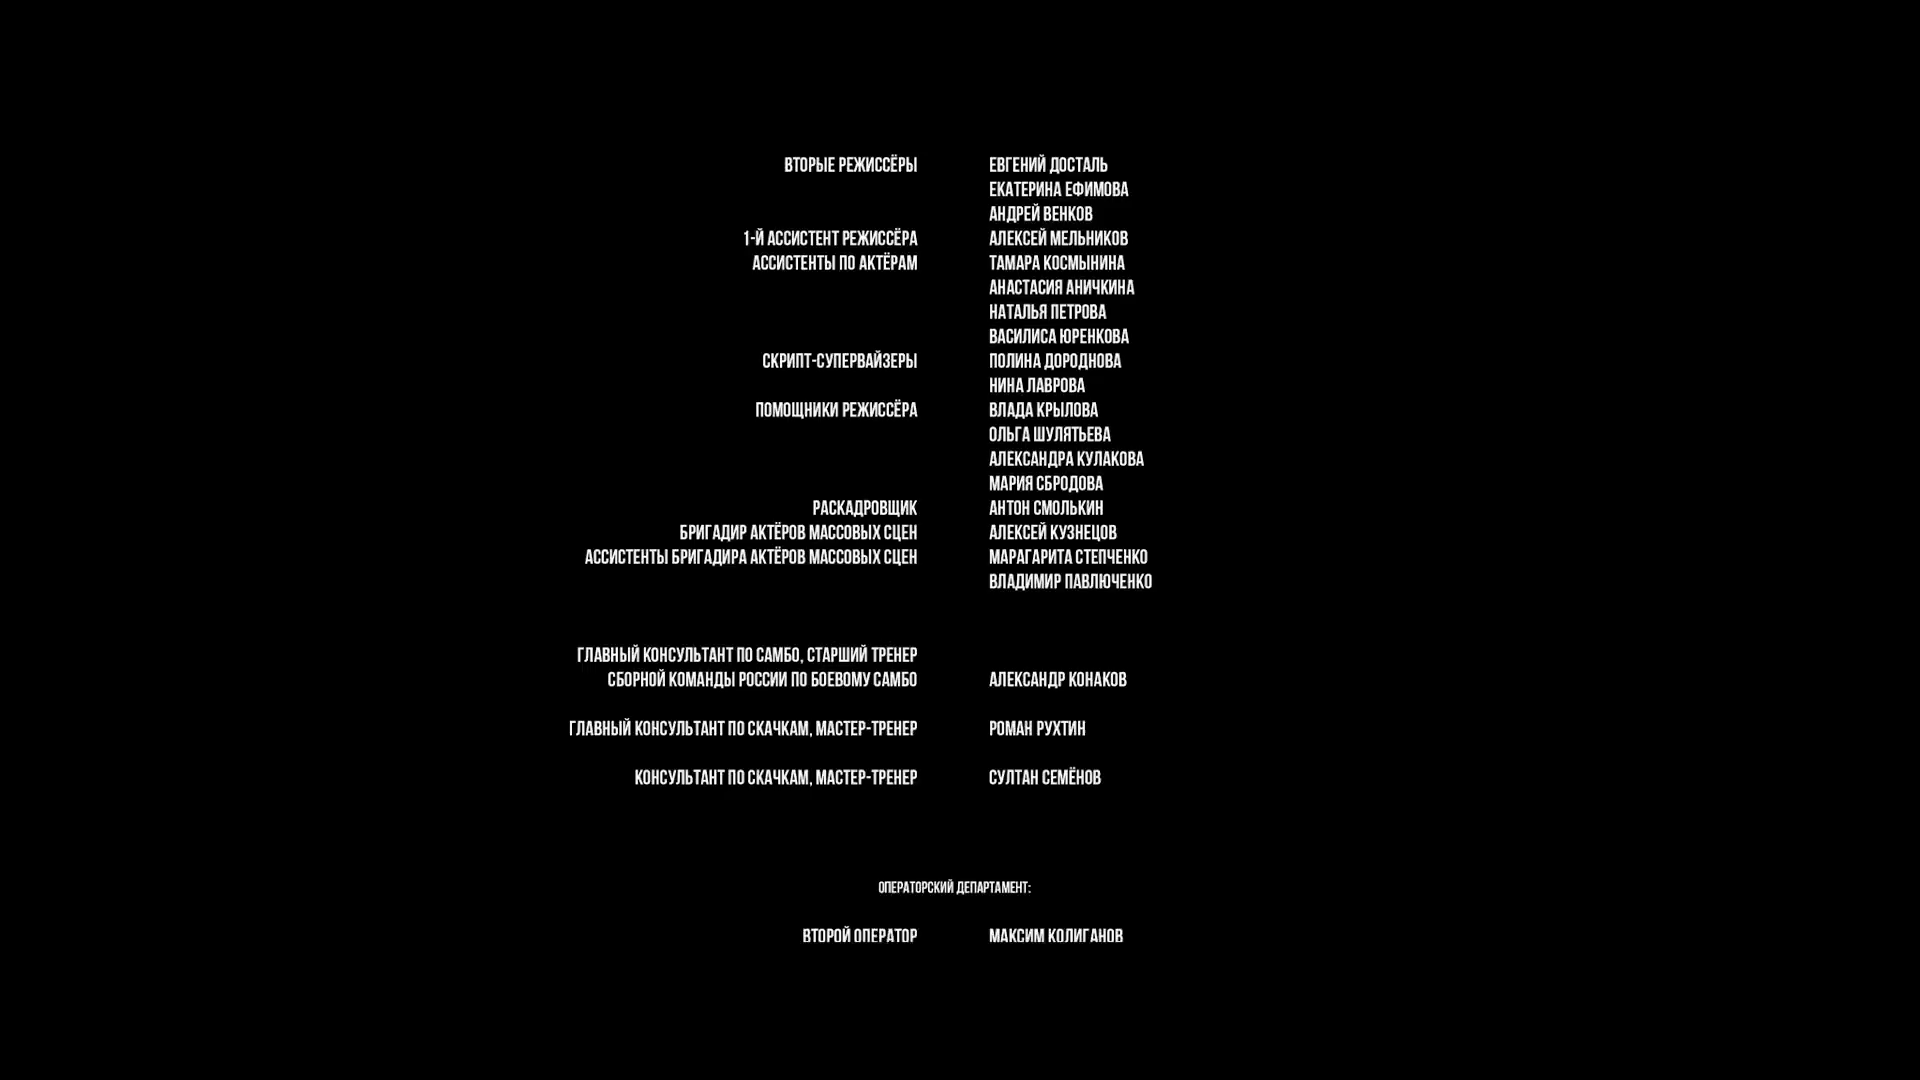 ВТОРЫЕ РЕЖИССЁРЫ ЕВГЕНИЙ ДОСТАЛЬ
ЕКАТЕРИНА ЕФИМОВА
АНДРЕЙ ВЕНКОВ
1-Й АССИСТЕНТ РЕЖИССЁРА АЛЕКСЕЙ МЕЛЬНИКОВ
АССИСТЕНТЫ ПО АКТЁРАМ ТАМАРА КОСМЫНИНА
АНАСТАСИЯ АНИЧКИНА
НАТАЛЬЯ ПЕТРОВА
ВАСИЛИСА ЮРЕНКОВА
СКРИПТ-СУПЕРВАЙЗЕРЫ ПОЛИНА ДОРОДНОВА
НИНА ЛАВРОВА
ПОМОЩНИКИ РЕЖИССЁРА ВЛАДА КРЫЛОВА
ОЛЬГА ШУЛЯТЬЕВА
АЛЕКСАНДРА КУЛАКОВА
МАРИЯ СБРОДОВА
РАСКАДРОВЩИК АНТОН СМОЛЬКИН
БРИГАДИР АКТЁРОВ МАССОВЫХ СЦЕН АЛЕКСЕЙ КУЗНЕЦОВ
АССИСТЕНТЫ БРИГАДИРА АКТЁРОВ МАССОВЫХ СЦЕН МАРАГАРИТА СТЕПЧЕНКО
ВЛАДИМИР ПАВЛЮЧЕНКО
ГЛАВНЫЙ КОНСУЛЬТАНТ ПО САМБО, СТАРШИЙ ТРЕНЕР
СБОРНОЙ КОМАНДЫ РОССИИ ПО БОЕВОМУ САМБО АЛЕКСАНДР КОНАКОВ
ГЛАВНЫЙ КОНСУЛЬТАНТ ПО СКАЧКАМ, МАСТЕР-ТРЕНЕР РОМАН РУХТИН
КОНСУЛЬТАНТ ПО СКАЧКАМ, МАСТЕР-ТРЕНЕР СУЛТАН СЕМЁНОВ
ОПЕРАТОРСКИЙ ДЕПАРТАМЕНТ:
ВТОРОЙ ОПЕРАТОР МАКСИМ КОЛИГАНОВ